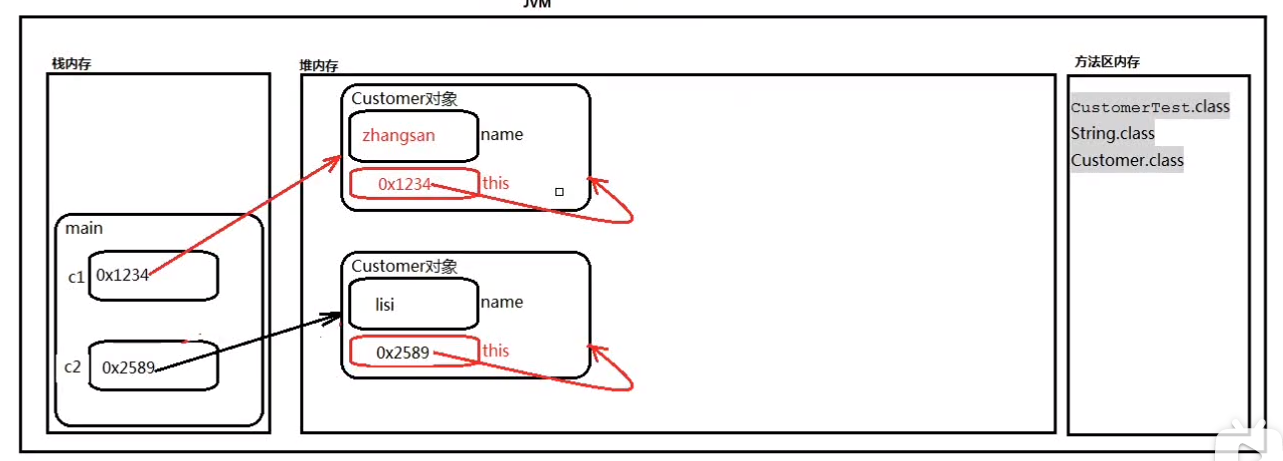 JVM
栈内存
堆内存
方法区内存
main
c1
0x1234
c2
0x2589
Customer对象
zhangsan
name
0x1234
this
Customer对象
lisi
name
0x2589
this
CustomerTest.class
String.class
Customer.class